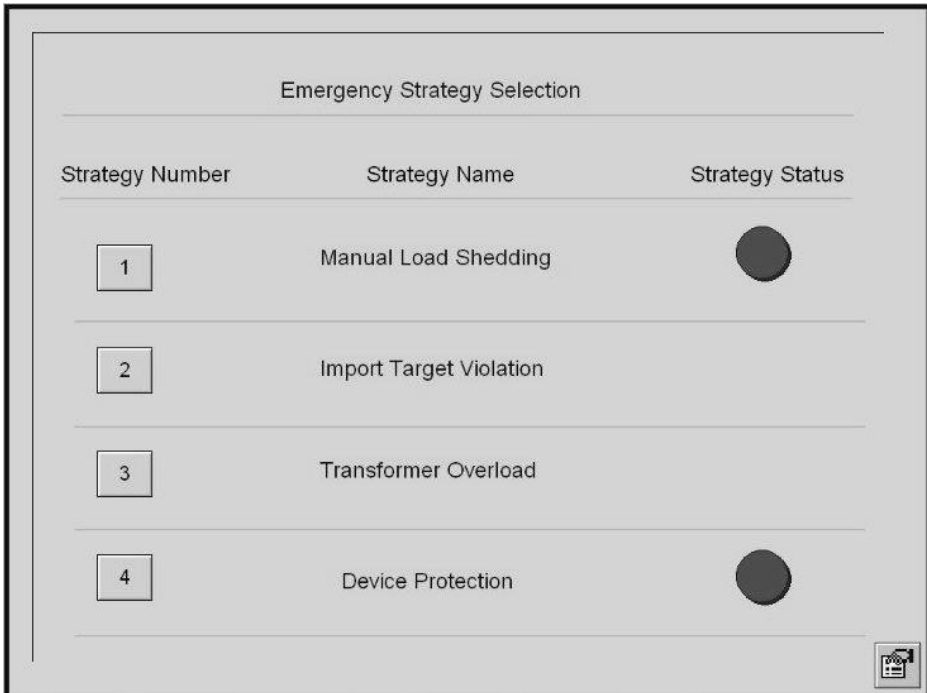 Emergency Strategy Selection
Strategy Number Strategy Name Strategy Status
1 Manual Load Shedding
2 Import Target Violation
3 Transformer Overload
4 Device Protection